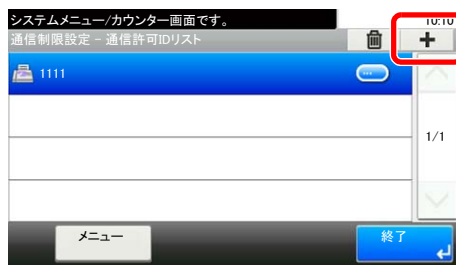 システムメニュー/カウンター画面です。
10:10
通信制限設定 - 通信許可IDリスト
1111
1/1
メニュー
終了